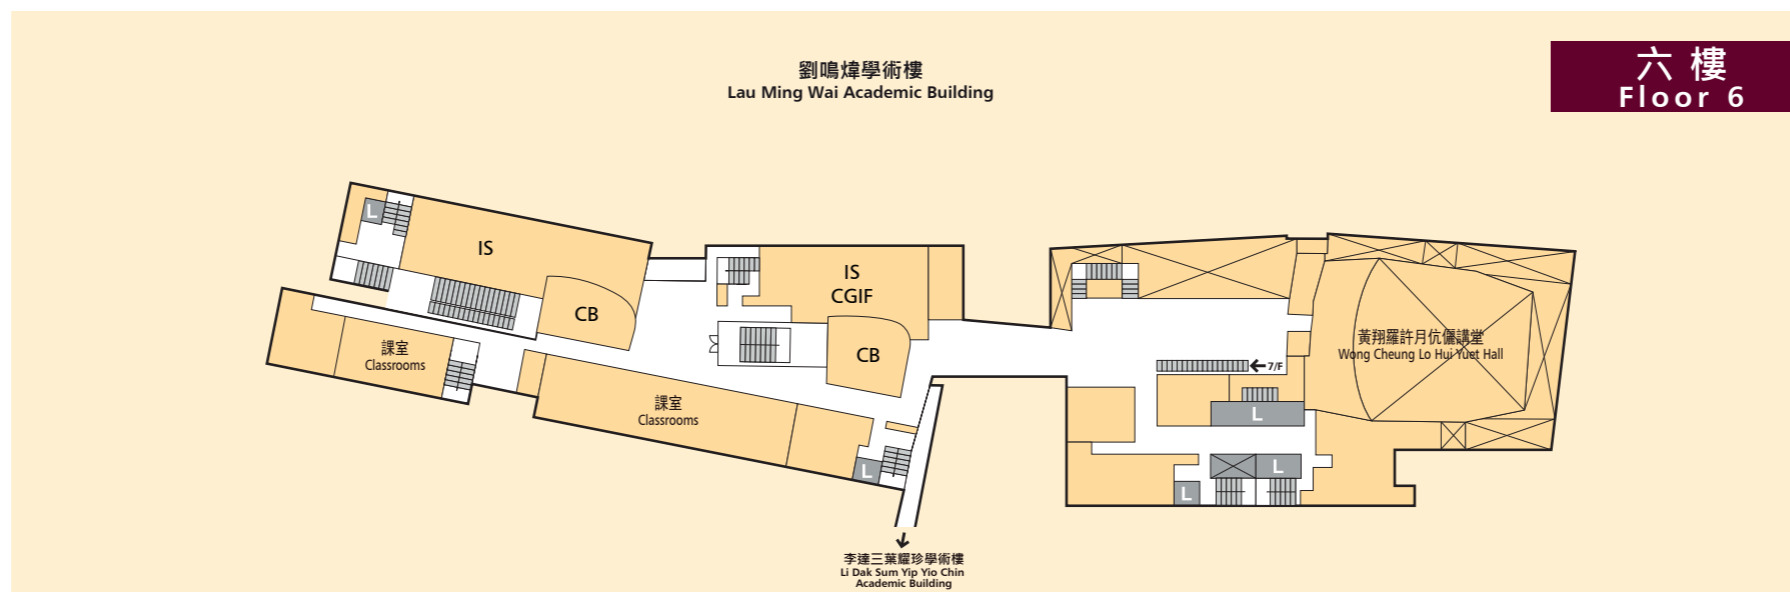 劉鳴煒學術樓
Lau Ming Wai Academic Building
六樓
Floor 6
L
IS
CB
IS
CGIF
CB
課室
Classrooms
課室
Classrooms
L
黃翔羅許月伉儷講堂
Wong Cheung Lo Hui Yuet Hall
7/F
L
L
L
李達三葉耀珍學術樓
Li Dak Sum Yip Yio Chin
Academic Building